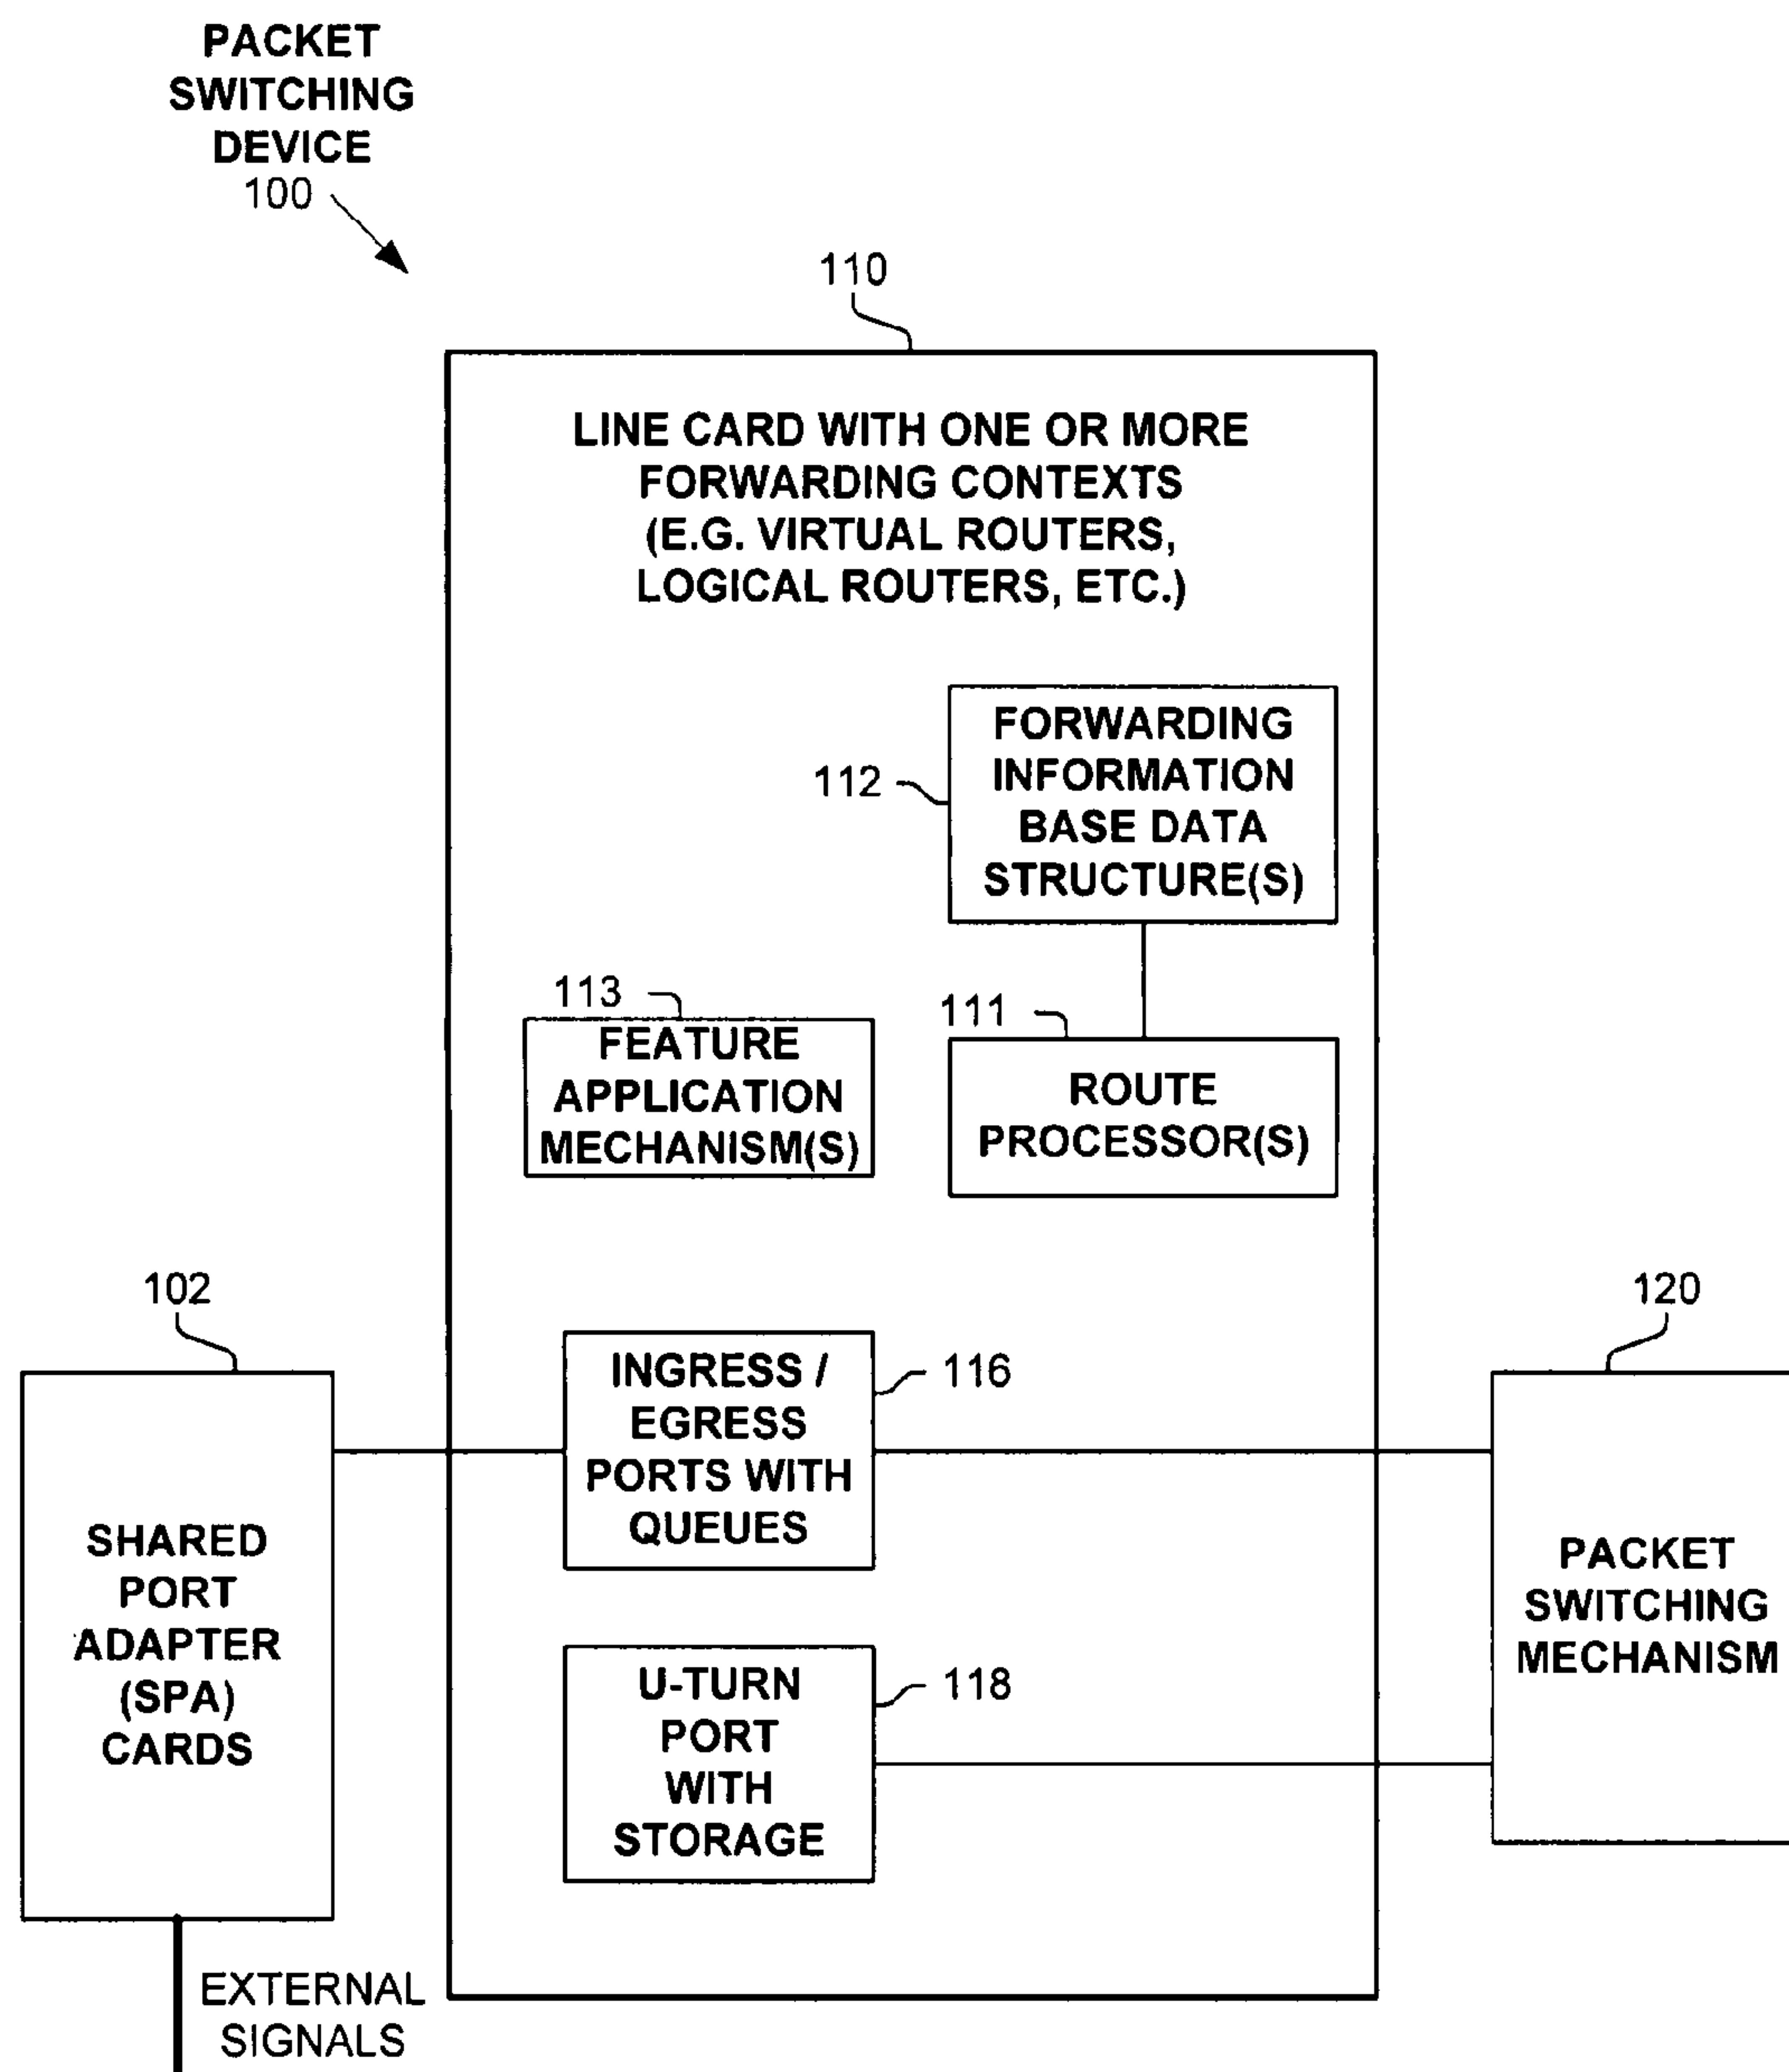 PACKET
SWITCHING
DEVICE
100
110
LINE CARD WITH ONE OR MORE
FORWARDING CONTEXTS
(E.G. VIRTUAL ROUTERS,
LOGICAL ROUTERS, ETC.)
112
FORWARDING
INFORMATION
BASE DATA
STRUCTURE(S)
113
FEATURE
APPLICATION
MECHANISM(S)
111
ROUTE
PROCESSOR(S)
102
SHARED
PORT
ADAPTER
(SPA)
CARDS
INGRESS /
EGRESS
PORTS WITH
QUEUES
116
U-TURN
PORT
WITH
STORAGE
118
120
PACKET
SWITCHING
MECHANISM
EXTERNAL
SIGNALS